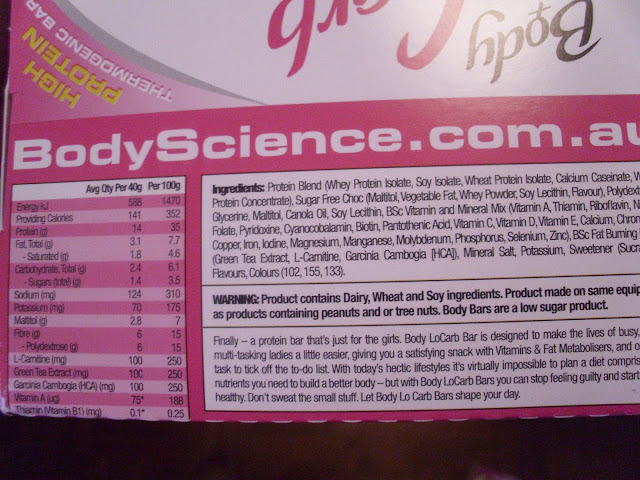 HIGH
PROTEIN
THERMOGENIC BAR
Body
BodyScience.com.au
Avg Qty Per 40g Per 100g
Energy kJ 588 1470
Providing Calories 141 352
Protein (g) 14 35
Fat, Total (g) 3.1 7.7
- Saturated (g) 1.8 4.6
Carbohydrate, Total (g) 2.4 6.1
- Sugars (total) (g) 1.4 3.5
Sodium (mg) 124 310
Potassium (mg) 70 175
Maltitol (g) 2.8 7
Fibre (g) 6 15
- Polydextrose (g) 6 15
L-Carnitine (mg) 100 250
Green Tea Extract (mg) 100 250
Garcinia Cambogia (HCA) (mg) 100 250
Vitamin A (ug) 75* 188
Thiamin (Vitamin B1) (mg) 0.1* 0.25
Ingredients: Protein Blend (Whey Protein Isolate, Soy Isolate, Wheat Protein Isolate, Calcium Caseinate,
Protein Concentrate), Sugar Free Choc (Maltitol, Vegetable Fat, Whey Powder, Soy Lecithin, Flavour), Polydex
Glycerine, Maltitol, Canola Oil, Soy Lecithin, BSc Vitamin and Mineral Mix (Vitamin A, Thiamin, Riboflavin, N
Folate, Pyridoxine, Cyanocobalamin, Biotin, Pantothenic Acid, Vitamin C, Vitamin D, Vitamin E, Calcium, Chro
Copper, Iron, Iodine, Magnesium, Manganese, Molybdenum, Phosphorus, Selenium, Zinc), BSc Fat Burning
(Green Tea Extract, L-Carnitine, Garcinia Cambogia [HCA]), Mineral Salt, Potassium, Sweetener (Sucra
Flavours, Colours (102, 155, 133).
WARNING: Product contains Dairy, Wheat and Soy ingredients. Product made on same equip
as products containing peanuts and or tree nuts. Body Bars are a low sugar product.
Finally – a protein bar that's just for the girls. Body LoCarb Bar is designed to make the lives of busy,
multi-tasking ladies a little easier, giving you a satisfying snack with Vitamins & Fat Metabolisers, and o
task to tick off the to-do list. With today's hectic lifestyles it's virtually impossible to plan a diet compris
nutrients you need to build a better body – but with Body LoCarb Bars you can stop feeling guilty and start
healthy. Don't sweat the small stuff. Let Body Lo Carb Bars shape your day.